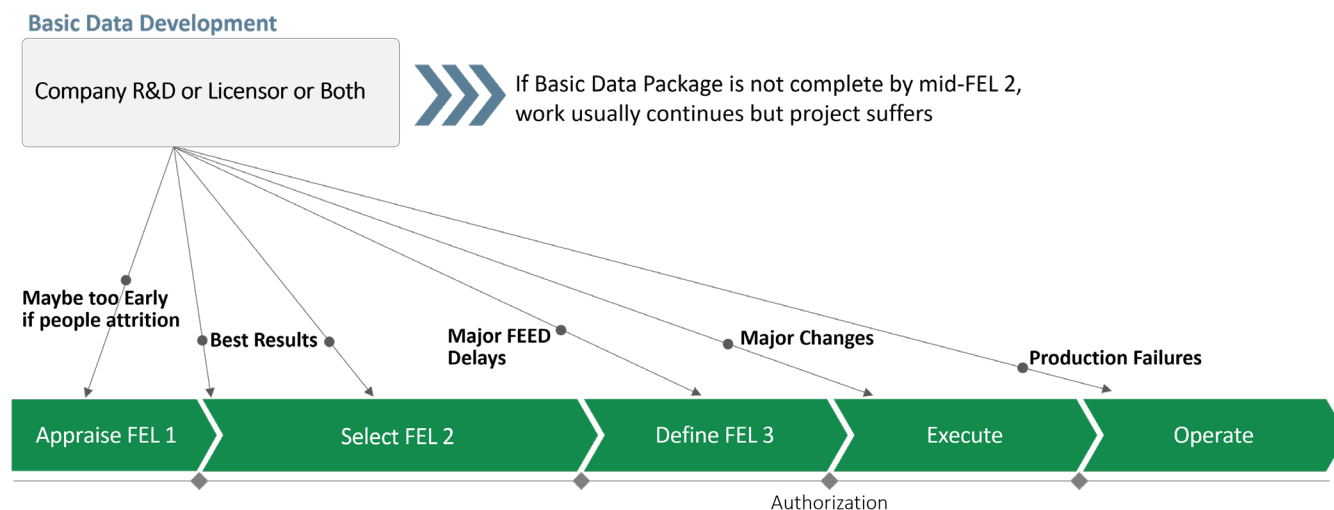 Basic Data Development
Company R&D or Licensor or Both
If Basic Data Package is not complete by mid-FEL 2,
work usually continues but project suffers
Maybe too Early
if people attrition
Best Results
Major FEED
Delays
Major Changes
Production Failures
Appraise FEL 1
Select FEL 2
Define FEL 3
Execute
Operate
Authorization